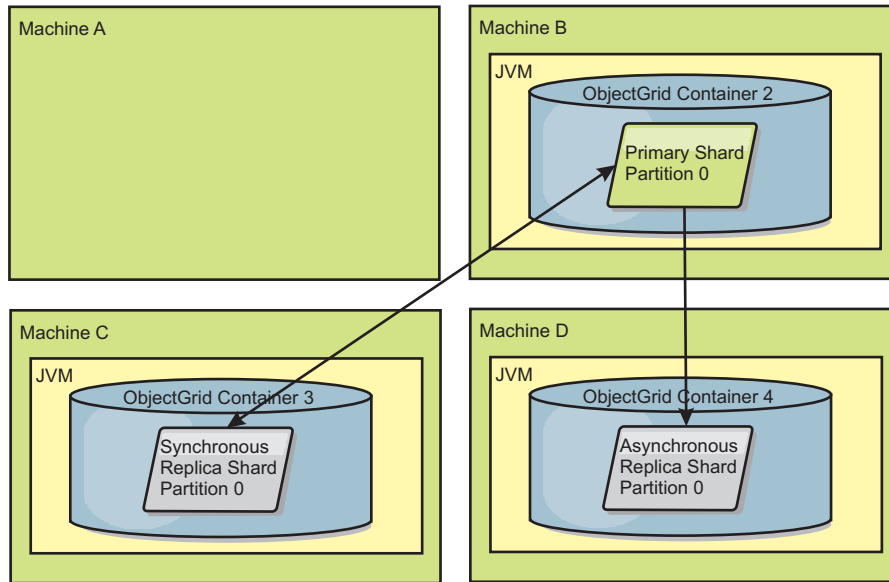 Machine A
Machine B
JVM
ObjectGrid Container 2
Primary Shard
Partition 0
Machine C
JVM
ObjectGrid Container 3
Synchronous
Replica Shard
Partition 0
Machine D
JVM
ObjectGrid Container 4
Asynchronous
Replica Shard
Partition 0